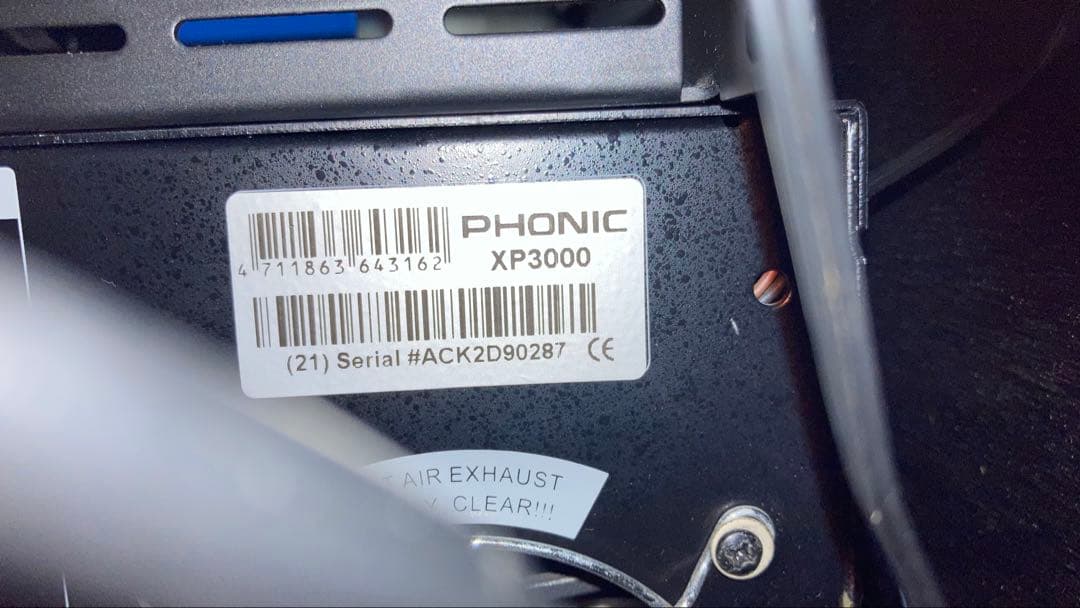 PHONIC
XP3000
4 711863 643162
(21) Serial #ACK2D90287 CE
AIR EXHAUST
CLEAR!!!